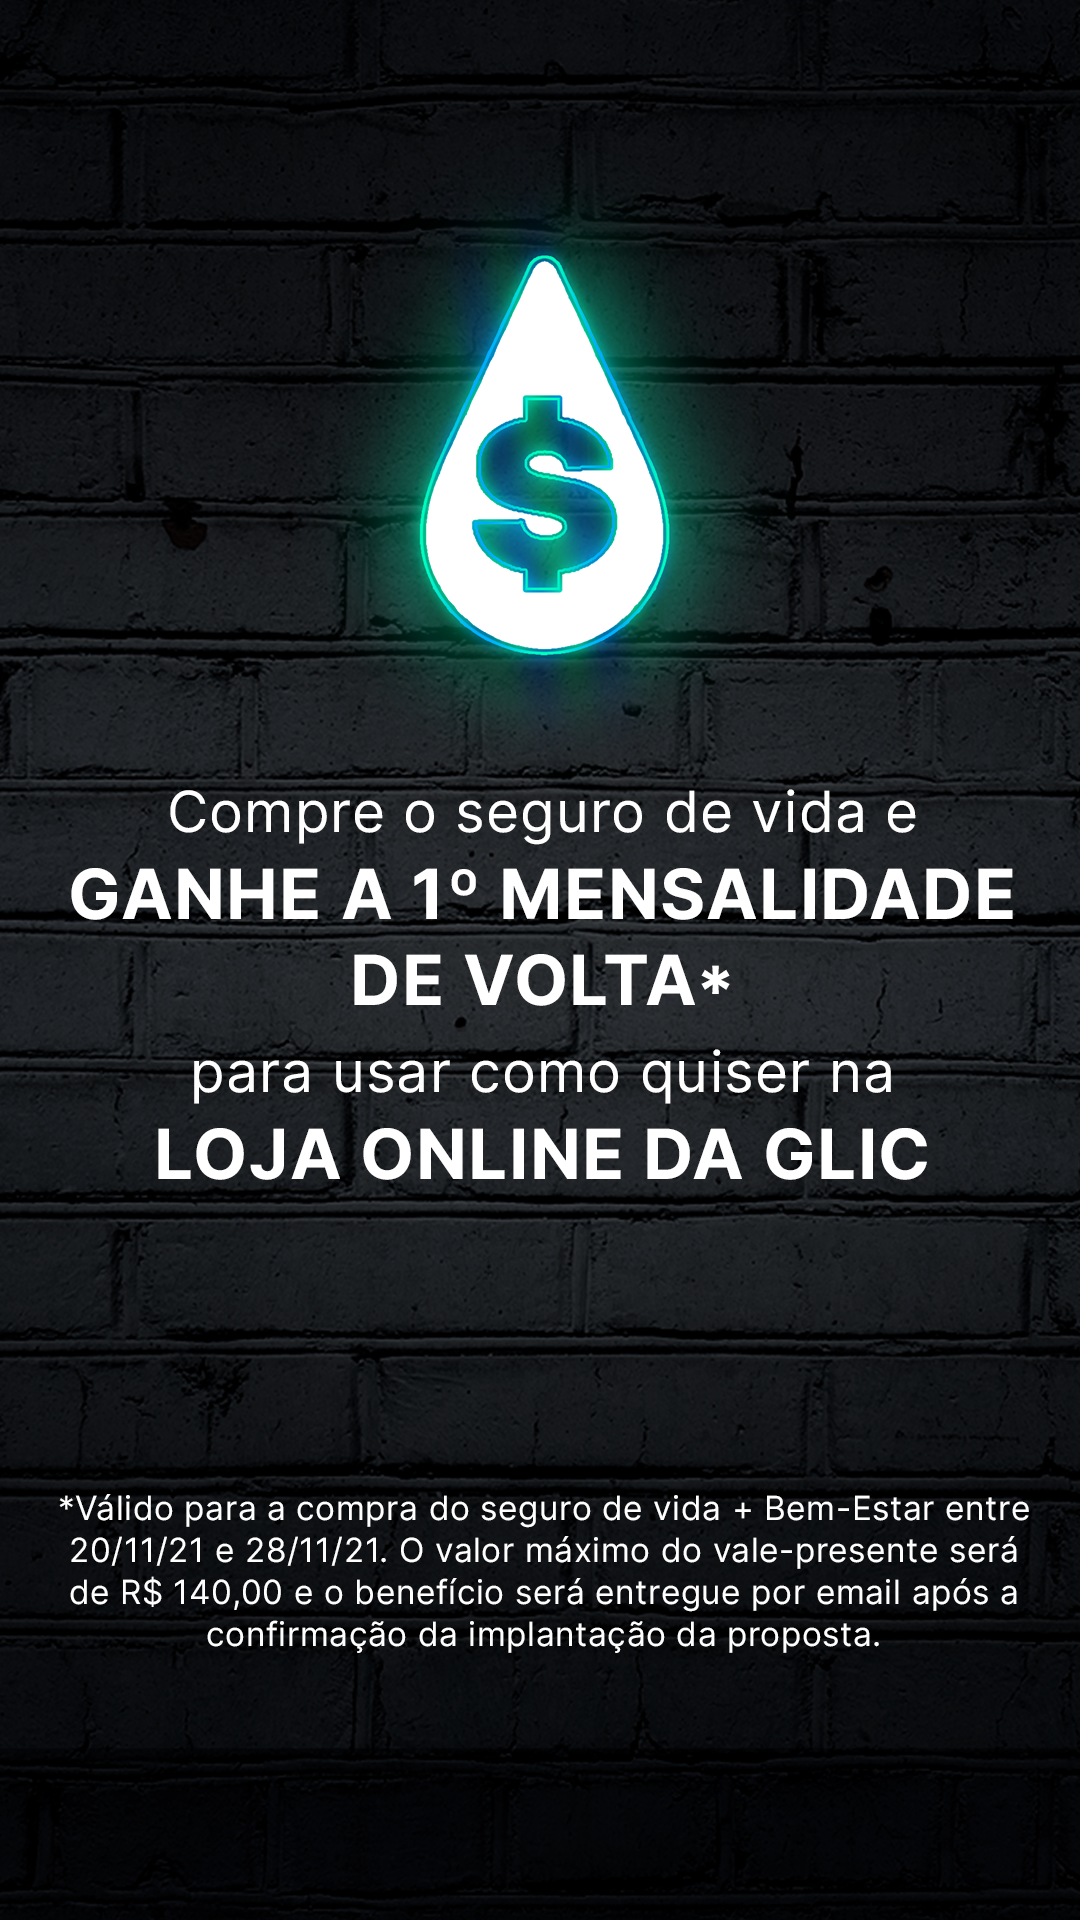 $
Compre o seguro de vida e
GANHE A 1º MENSALIDADE
DE VOLTA*
para usar como quiser na
LOJA ONLINE DA GLIC
*Válido para a compra do seguro de vida + Bem-Estar entre
20/11/21 e 28/11/21. O valor máximo do vale-presente será
de R$ 140,00 e o benefício será entregue por email após a
confirmação da implantação da proposta.